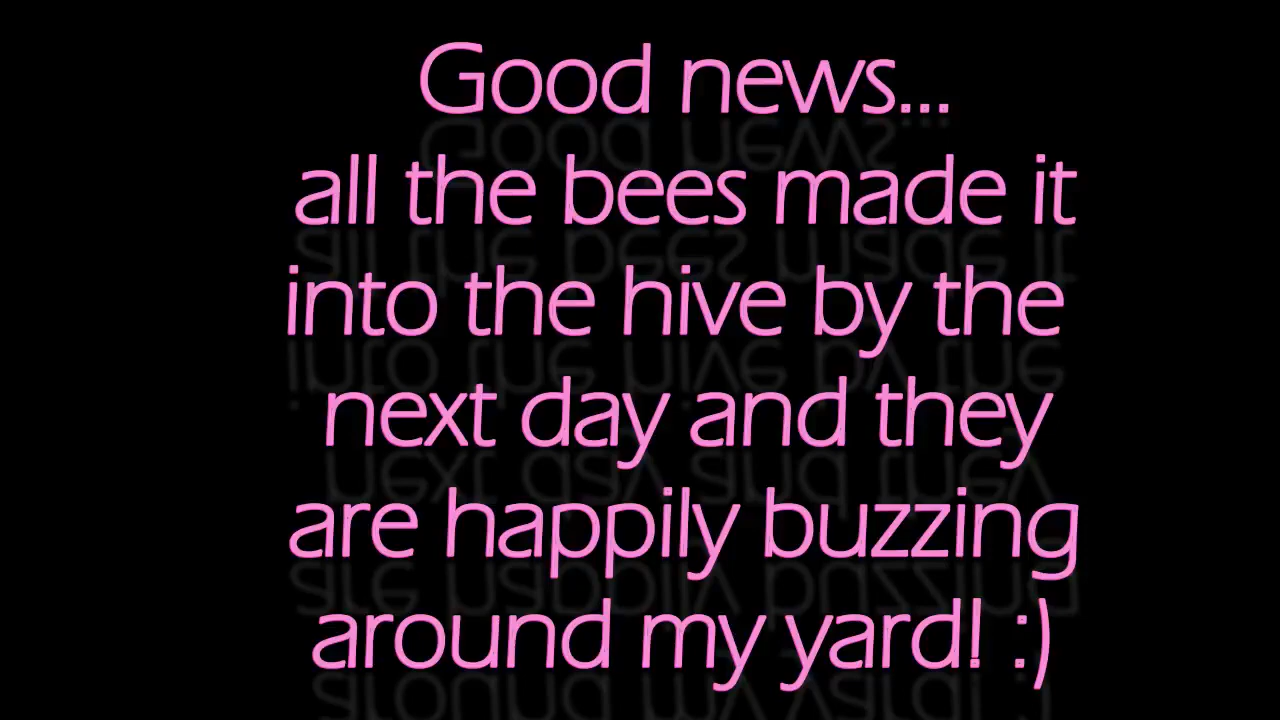 Good news...
all the bees made it
into the hive by the
next day and they
are happily buzzing
around my yard! :)